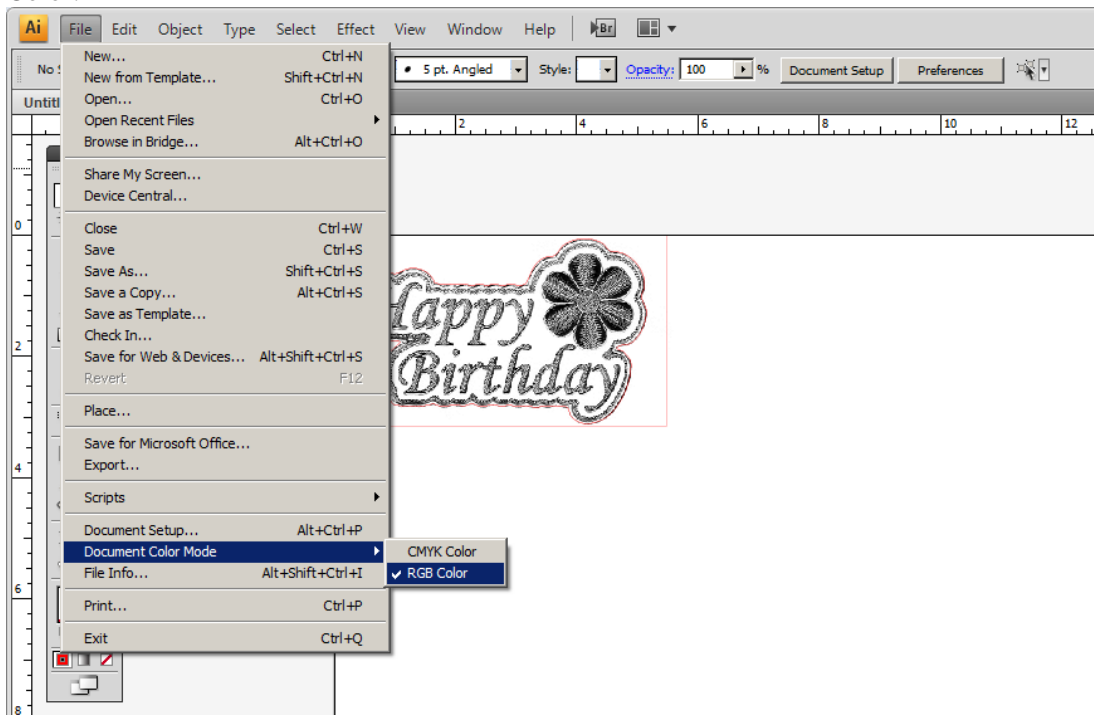 Ai File Edit Object Type Select Effect View Window Help Br
No 5 pt. Angled Style: Opacity: 100 % Document Setup Preferences
Untitl
2 4 6 8 10 12
New... Ctrl+N
New from Template... Shift+Ctrl+N
Open... Ctrl+O
Open Recent Files
Browse in Bridge... Alt+Ctrl+O
Share My Screen...
Device Central...
Close Ctrl+W
Save Ctrl+S
Save As... Shift+Ctrl+S
Save a Copy... Alt+Ctrl+S
Save as Template...
Check In...
Save for Web & Devices... Alt+Shift+Ctrl+S
Revert F12
Place...
Save for Microsoft Office...
Export...
Scripts
Document Setup... Alt+Ctrl+P
Document Color Mode
File Info... Alt+Shift+Ctrl+I
Print... Ctrl+P
Exit Ctrl+Q
CMYK Color
RGB Color
Happy
Birthday
0
2
4
6
8